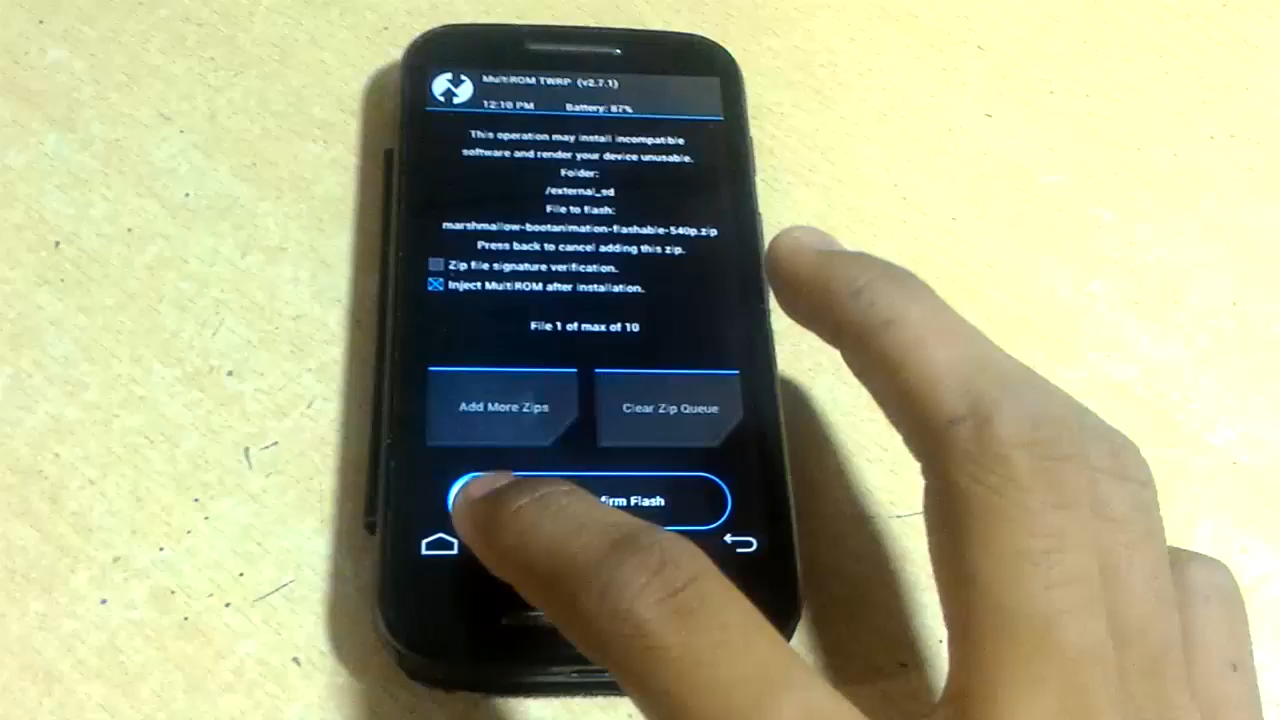 MultiROM TWRP (v2.7.1)
12:10 PM Battery: 87%
This operation may install incompatible
software and render your device unusable.
Folder:
/external_sd
File to flash:
marshmallow-bootanimation-flashable-540p.zip
Press back to cancel adding this zip.
Zip file signature verification.
Inject MultiROM after installation.
File 1 of max of 10
Add More Zips
Clear Zip Queue
firm Flash